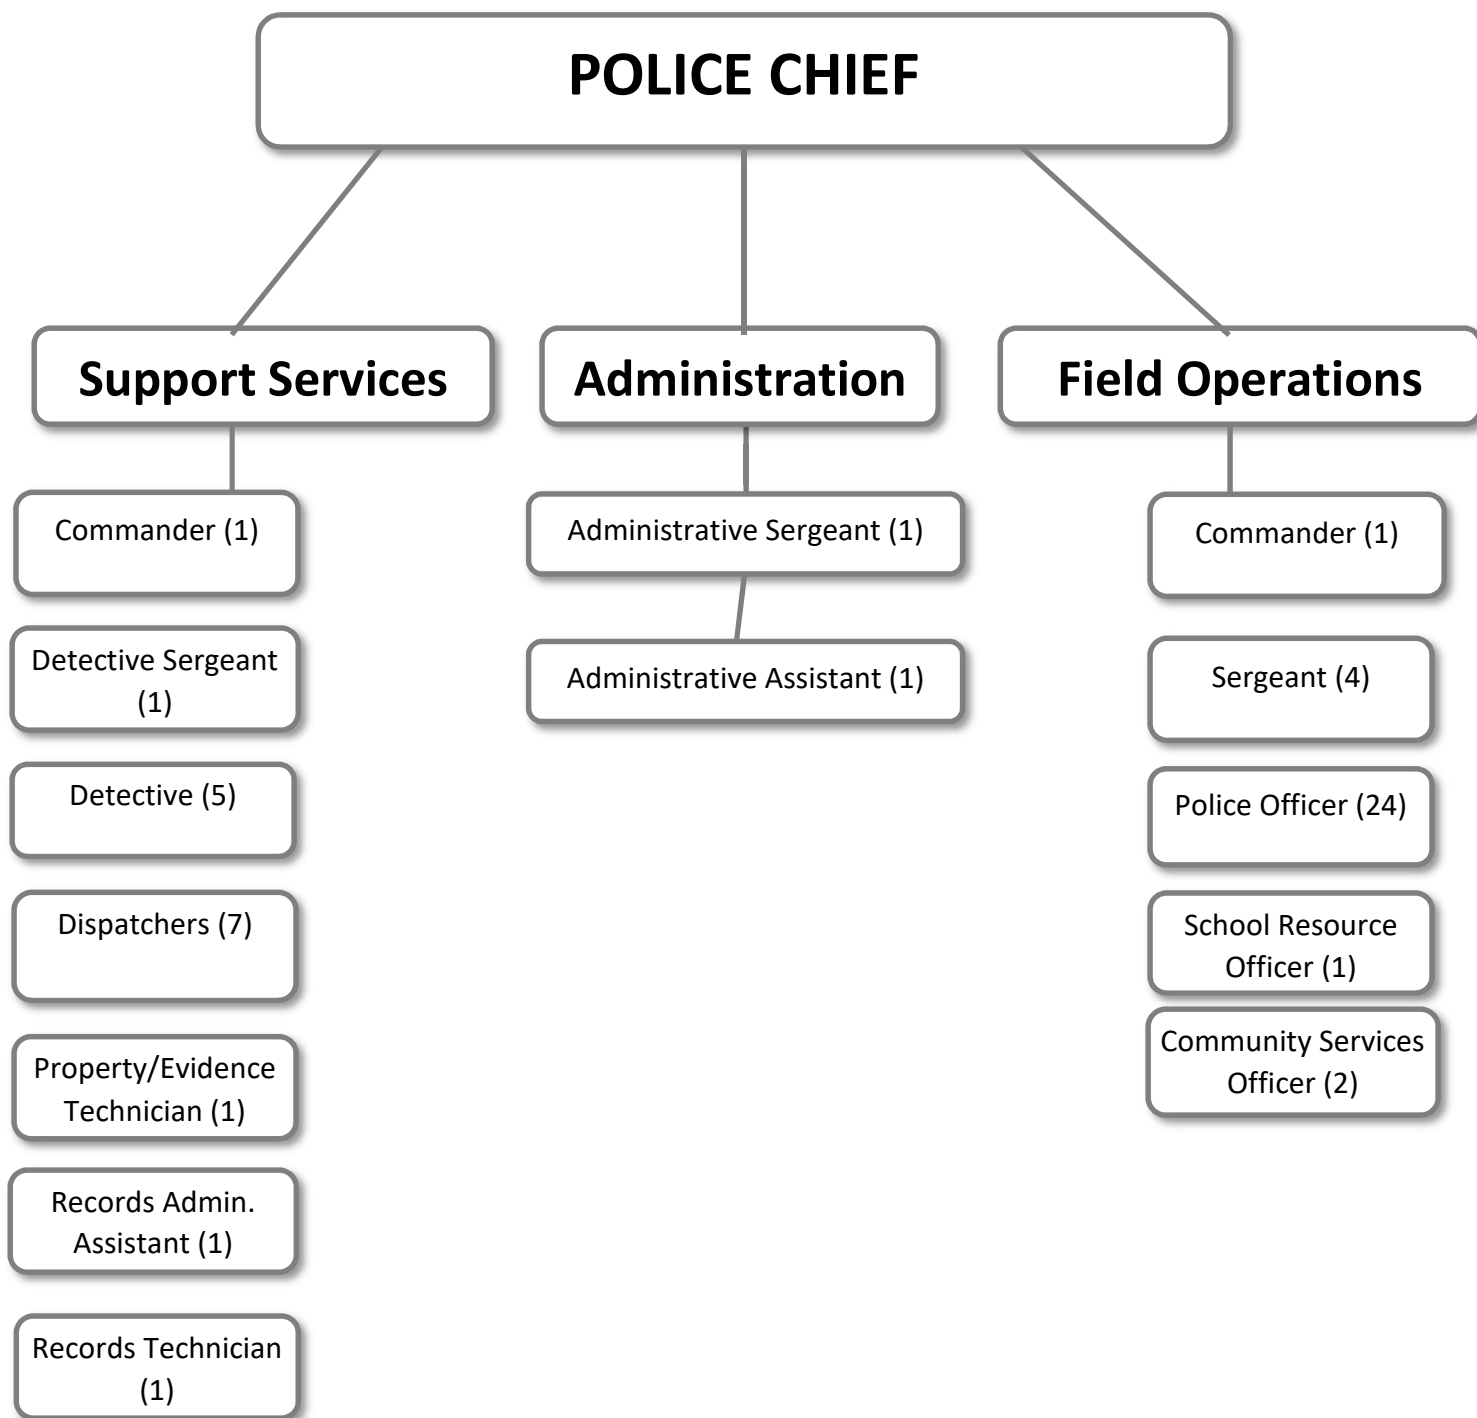 POLICE CHIEF
Support Services
Administration
Field Operations
Commander (1)
Detective Sergeant
(1)
Detective (5)
Dispatchers (7)
Property/Evidence
Technician (1)
Records Admin.
Assistant (1)
Records Technician
(1)
Administrative Sergeant (1)
Administrative Assistant (1)
Commander (1)
Sergeant (4)
Police Officer (24)
School Resource
Officer (1)
Community Services
Officer (2)